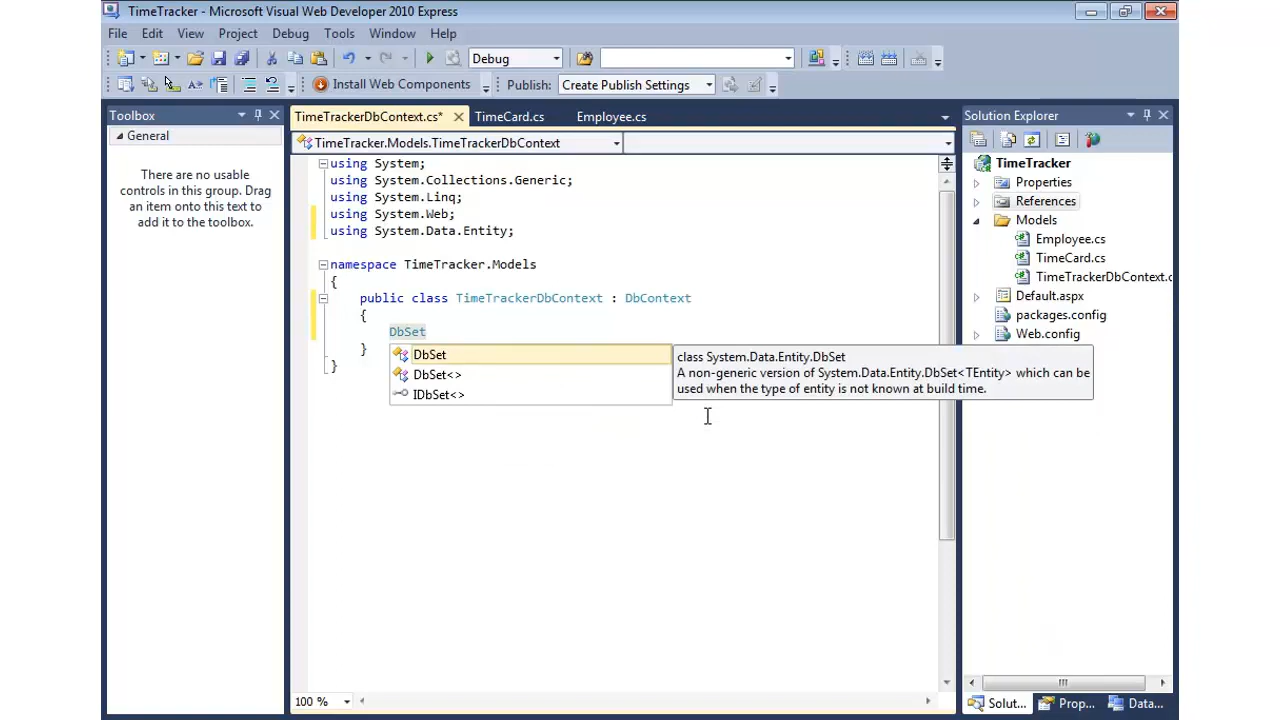 TimeTracker - Microsoft Visual Web Developer 2010 Express
File Edit View Project Debug Tools Window Help
Debug
Install Web Components Publish: Create Publish Settings
Toolbox
General
There are no usable
controls in this group. Drag
an item onto this text to
add it to the toolbox.
TimeTrackerDbContext.cs* TimeCard.cs Employee.cs
TimeTracker.Models.TimeTrackerDbContext
using System;
using System.Collections.Generic;
using System.Linq;
using System.Web;
using System.Data.Entity;
namespace TimeTracker.Models
{
public class TimeTrackerDbContext : DbContext
{
DbSet
}
}
DbSet
DbSet<>
IDbSet<>
class System.Data.Entity.DbSet
A non-generic version of System.Data.Entity.DbSet<TEntity> which can be
used when the type of entity is not known at build time.
100 %
Solution Explorer
TimeTracker
Properties
References
Models
Employee.cs
TimeCard.cs
TimeTrackerDbContext.c
Default.aspx
packages.config
Web.config
Solut... Prop... Data...